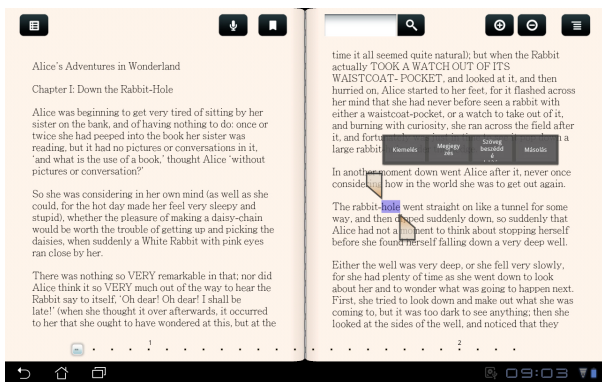 Alice's Adventures in Wonderland
Chapter I: Down the Rabbit-Hole
Alice was beginning to get very tired of sitting by her
sister on the bank, and of having nothing to do: once or
twice she had peeped into the book her sister was
reading, but it had no pictures or conversations in it,
'and what is the use of a book,' thought Alice 'without
pictures or conversation?'
So she was considering in her own mind (as well as she
could, for the hot day made her feel very sleepy and
stupid), whether the pleasure of making a daisy-chain
would be worth the trouble of getting up and picking the
daisies, when suddenly a White Rabbit with pink eyes
ran close by her.
There was nothing so VERY remarkable in that; nor did
Alice think it so VERY much out of the way to hear the
Rabbit say to itself, 'Oh dear! Oh dear! I shall be
late!' (when she thought it over afterwards, it occurred
to her that she ought to have wondered at this, but at the
1
time it all seemed quite natural); but when the Rabbit
actually TOOK A WATCH OUT OF ITS
WAISTCOAT- POCKET, and looked at it, and then
hurried on, Alice started to her feet, for it flashed across
her mind that she had never before seen a rabbit with
either a waistcoat-pocket, or a watch to take out of it,
and burning with curiosity, she ran across the field after
it, and
large
Kiemelés
Megjegy
zés
Szöveg
beszédd
é
Másolás
In another moment down went Alice after it, never once
how in the world she was to get out again.
The rabbit-hole went straight on like a tunnel for some
way, and then suddenly down, so suddenly that
Alice had not a moment to think about stopping herself
before she found herself falling down a very deep well.
Either the well was very deep, or she fell very slowly,
for she had plenty of time as she went down to look
about her and to wonder what was going to happen next.
First, she tried to look down and make out what she was
coming to, but it was too dark to see anything; then she
looked at the sides of the well, and noticed that they
2
09:03